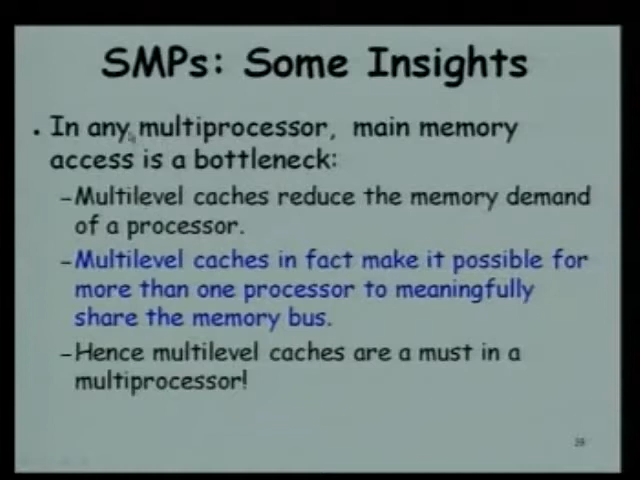 SMPs: Some Insights
• In any multiprocessor, main memory
access is a bottleneck:
–Multilevel caches reduce the memory demand
of a processor.
–Multilevel caches in fact make it possible for
more than one processor to meaningfully
share the memory bus.
–Hence multilevel caches are a must in a
multiprocessor!